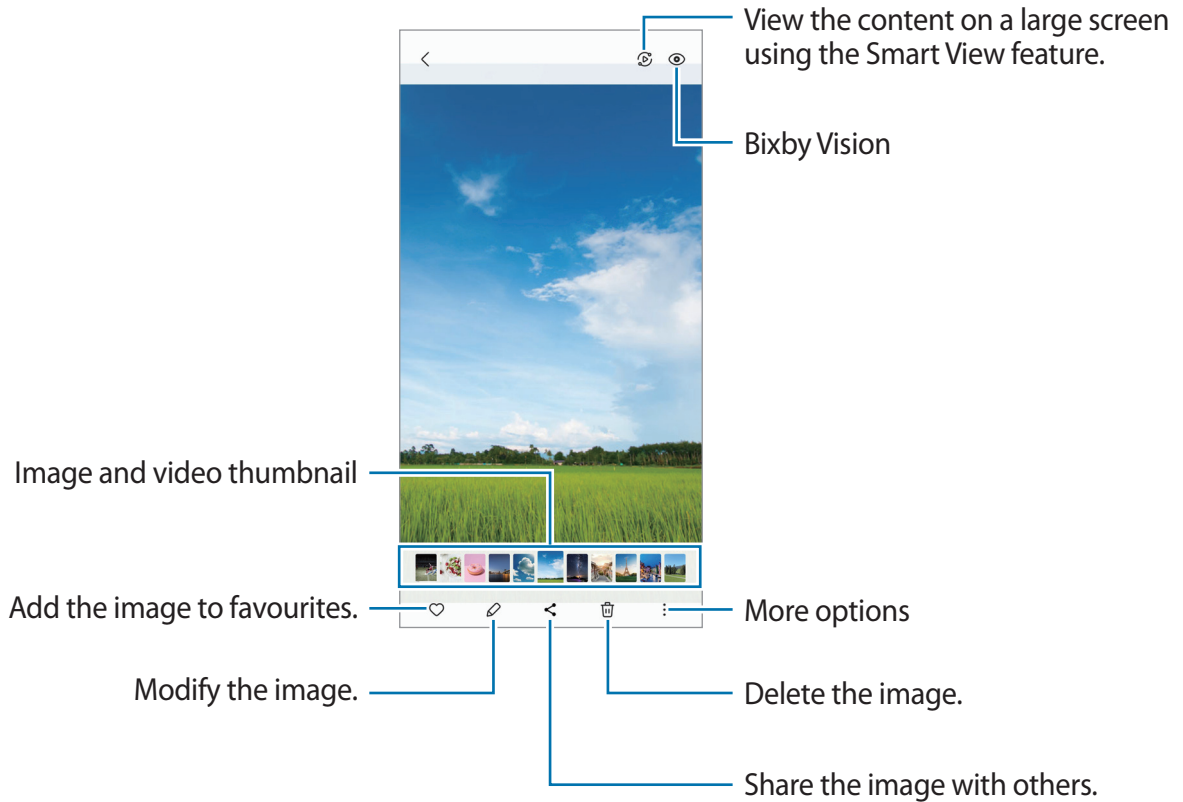 View the content on a large screen
using the Smart View feature.
Bixby Vision
Image and video thumbnail
Add the image to favourites.
More options
Modify the image.
Delete the image.
Share the image with others.